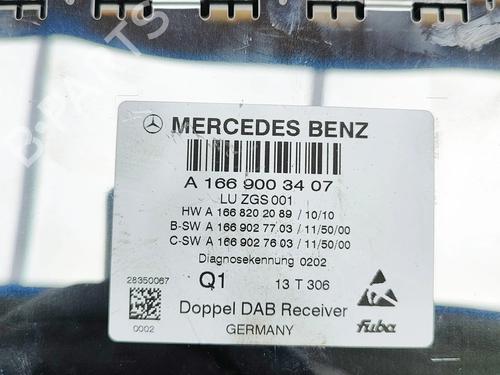 B-PARTS
MERCEDES BENZ
A 166 900 34 07
LU ZGS 001
HW A 166 820 20 89 / 10/10
B-SW A 166 902 77 03 / 11/50/00
C-SW A 166 902 76 03 / 11/50/00
Diagnosekennung 0202
28350067
Q1 13 T 306
0002
Doppel DAB Receiver
GERMANY
Fuba